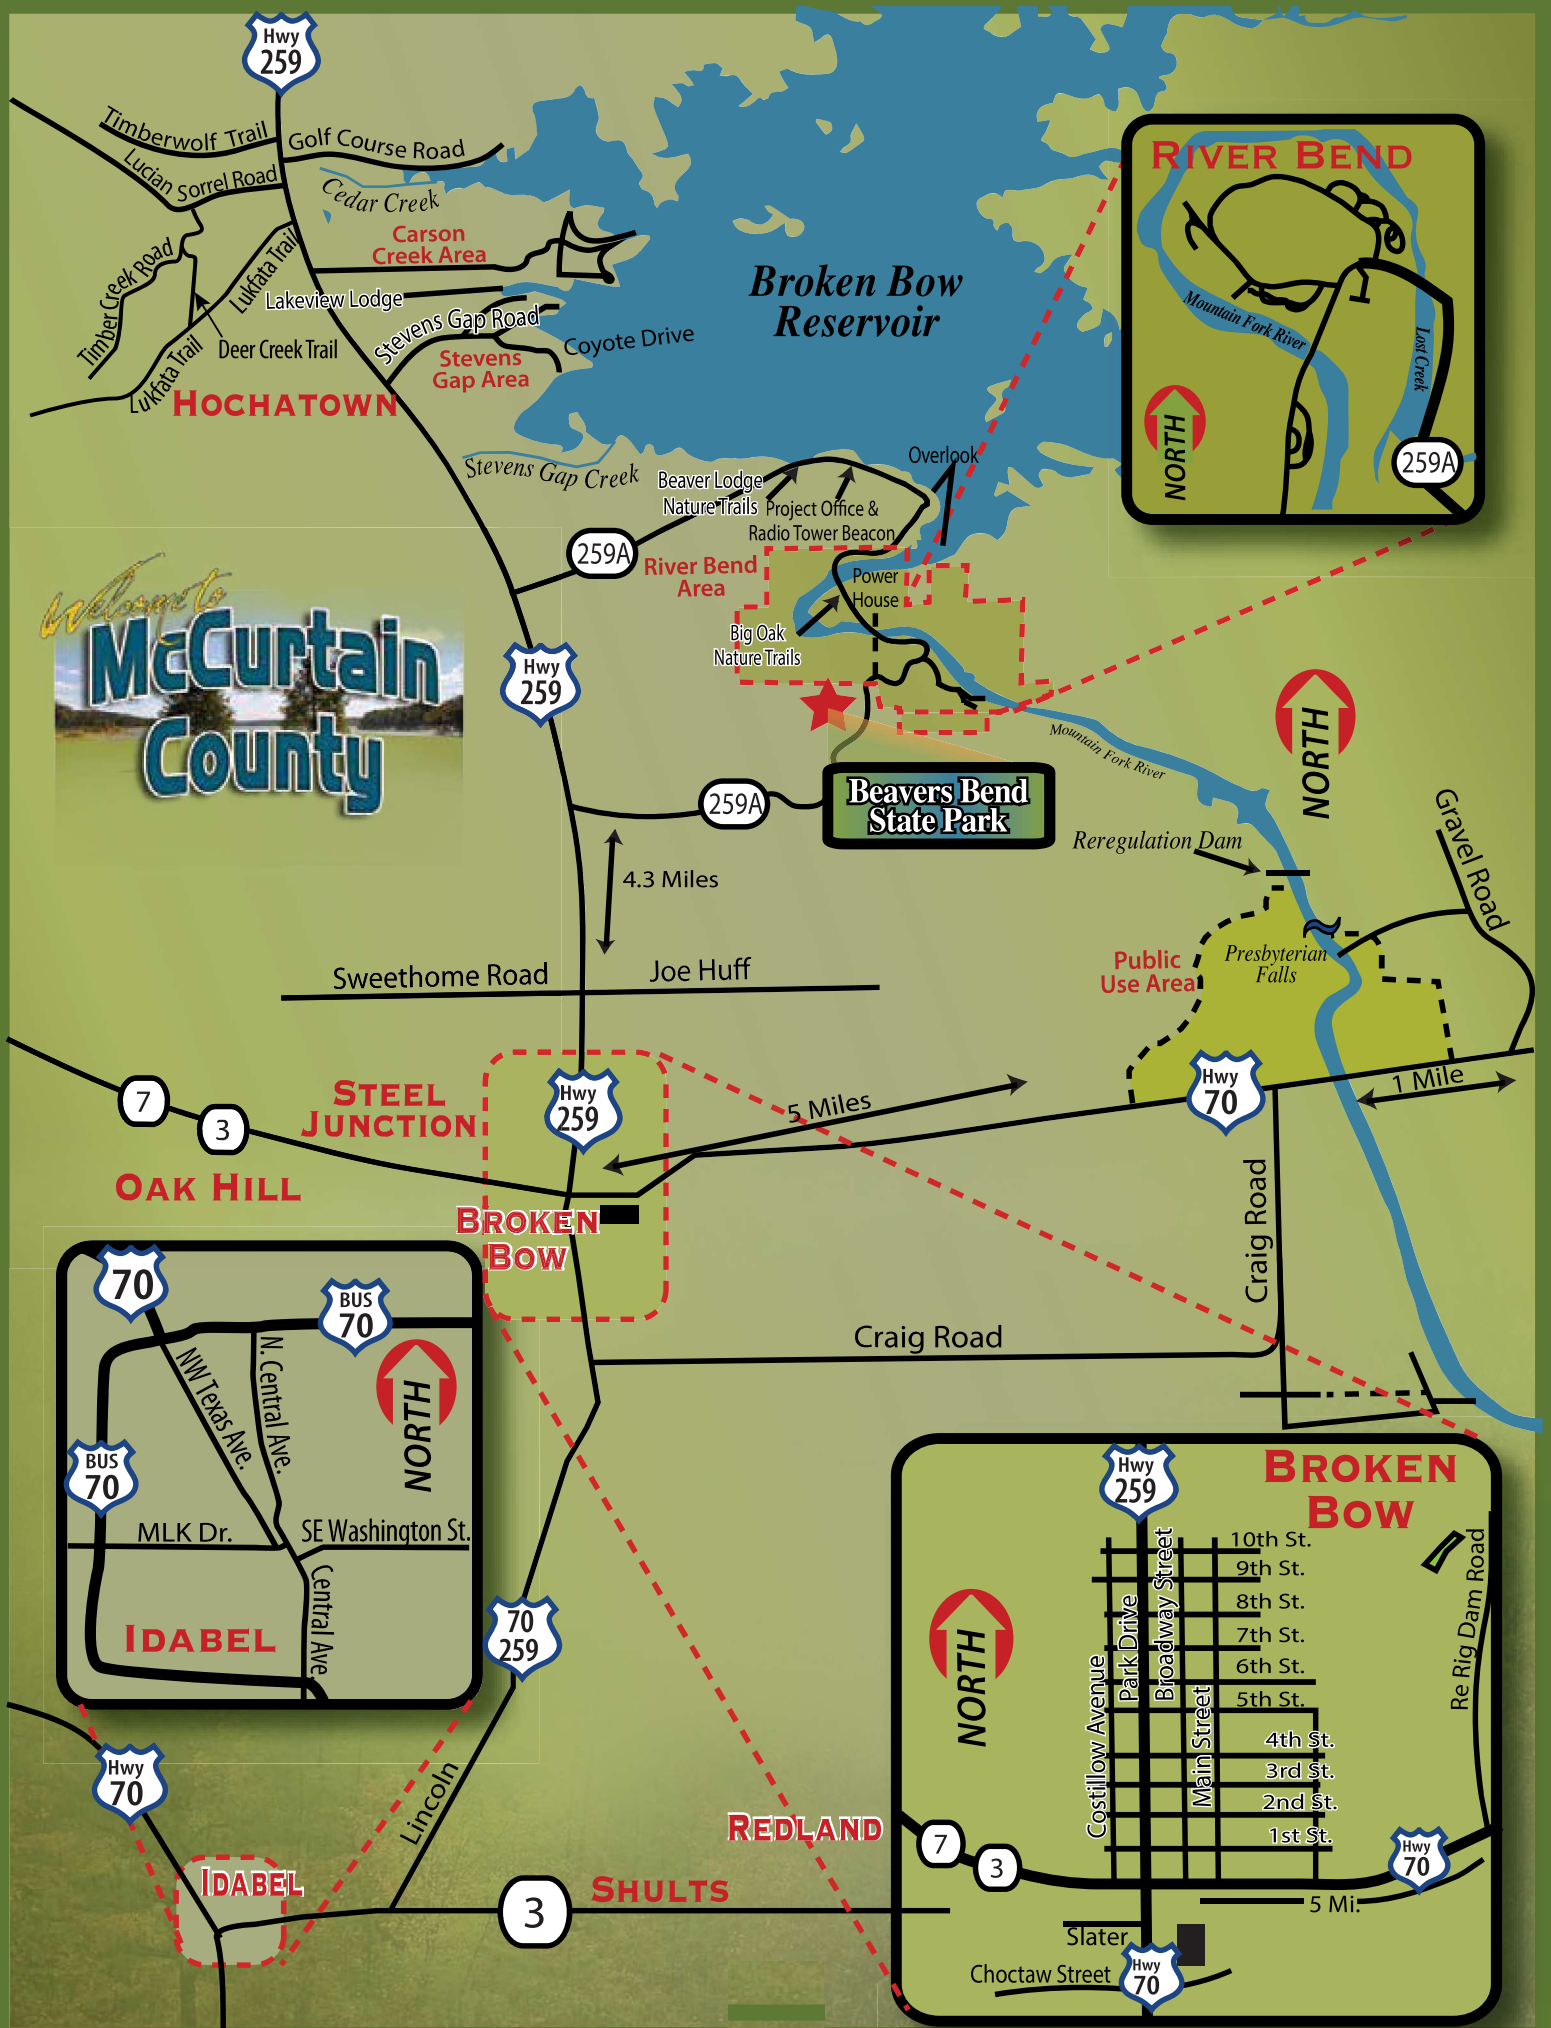 Hwy
259
Timberwolf Trail
Golf Course Road
Lucian Sorrel Road
Cedar Creek
Carson
Creek Area
Timber Creek Road
Lukfata Trail
Lakeview Lodge
Stevens Gap Road
Coyote Drive
Deer Creek Trail
Stevens
Gap Area
Lukfata Trail
Hochatown
Broken Bow
Reservoir
River Bend
Mountain Fork River
Lost Creek
NORTH
259A
Stevens Gap Creek
Overlook
Beaver Lodge
Nature Trails
Project Office &
Radio Tower Beacon
259A
River Bend
Area
Power
House
Big Oak
Nature Trails
Welcome to
McCurtain
County
Hwy
259
Mountain Fork River
NORTH
259A
Beavers Bend
State Park
Reregulation Dam
Gravel Road
4.3 Miles
Presbyterian
Falls
Public
Use Area
Sweethome Road
Joe Huff
Hwy
70
1 Mile
7
3
Steel
Junction
Hwy
259
5 Miles
Oak Hill
Broken
Bow
Craig Road
Craig Road
70
BUS
70
NORTH
NW Texas Ave.
N. Central Ave.
BUS
70
MLK Dr.
SE Washington St.
Central Ave
Idabel
70
259
Hwy
70
Lincoln
Idabel
3
Shults
Redland
Broken
Bow
Hwy
259
10th St.
9th St.
8th St.
7th St.
6th St.
5th St.
4th St.
3rd St.
2nd St.
1st St.
Costillow Avenue
Park Drive
Broadway Street
Main Street
Re Rig Dam Road
NORTH
7
3
Hwy
70
5 Mi.
Slater
Choctaw Street
Hwy
70